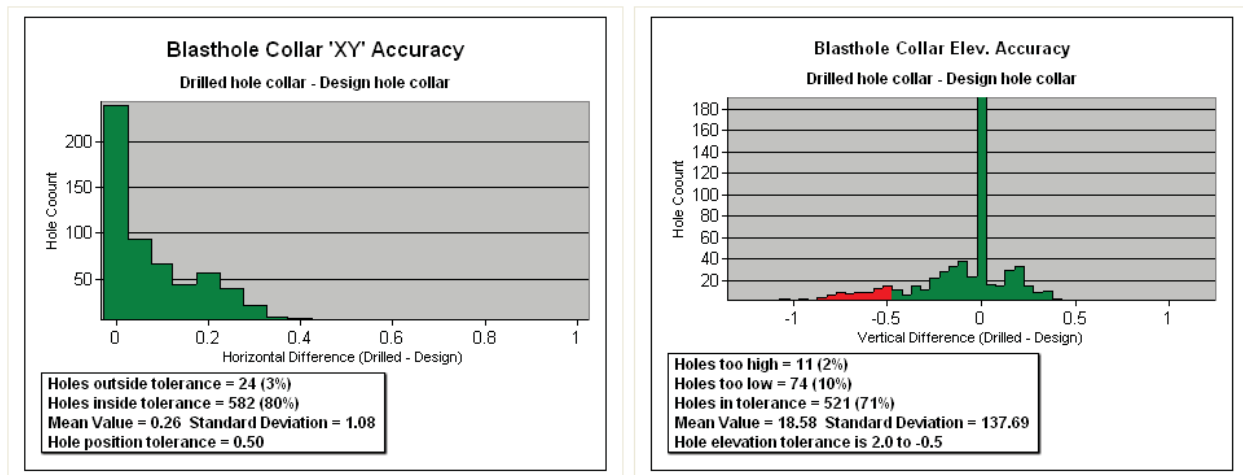 Blasthole Collar 'XY' Accuracy
Drilled hole collar - Design hole collar
Hole Coount
200
150
100
50
0 0.2 0.4 0.6 0.8 1
Horizontal Difference (Drilled - Design)
Holes outside tolerance = 24 (3%)
Holes inside tolerance = 582 (80%)
Mean Value = 0.26 Standard Deviation = 1.08
Hole position tolerance = 0.50
Blasthole Collar Elev. Accuracy
Drilled hole collar - Design hole collar
Hole Coount
180
160
140
120
100
80
60
40
20
-1 -0.5 0 0.5 1
Vertical Difference (Drilled - Design)
Holes too high = 11 (2%)
Holes too low = 74 (10%)
Holes in tolerance = 521 (71%)
Mean Value = 18.58 Standard Deviation = 137.69
Hole elevation tolerance is 2.0 to -0.5